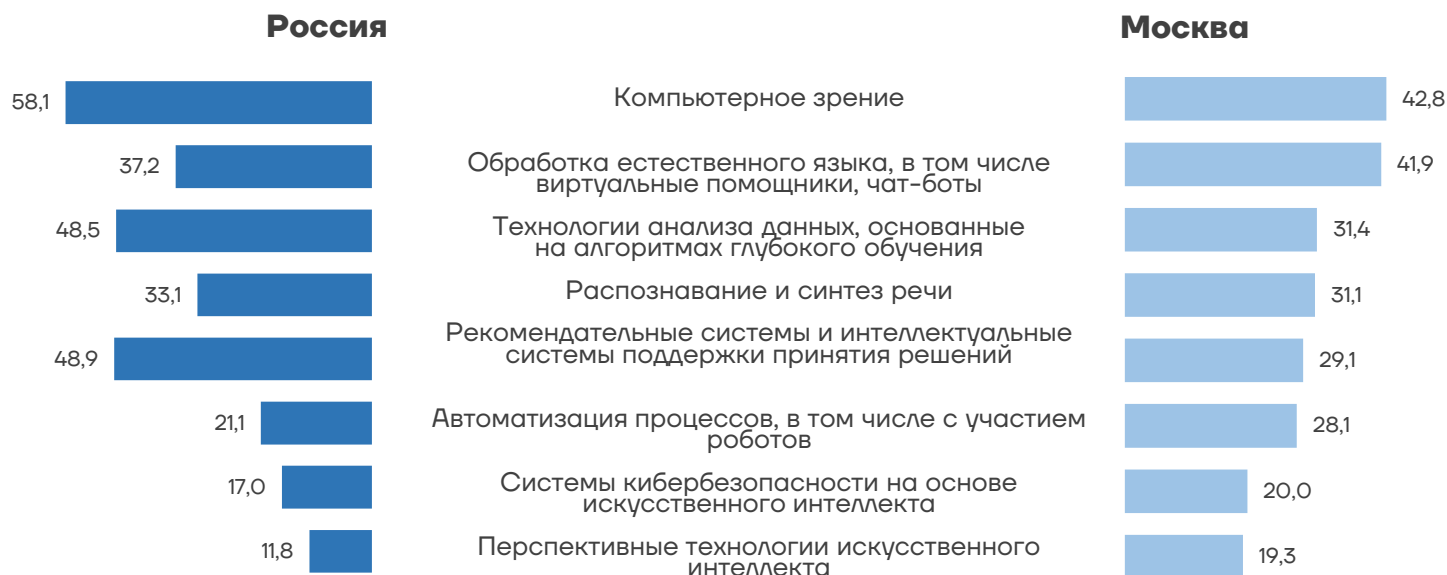 Россия
Москва
58,1
Компьютерное зрение
42,8
37,2
Обработка естественного языка, в том числе
виртуальные помощники, чат-боты
41,9
48,5
Технологии анализа данных, основанные
на алгоритмах глубокого обучения
31,4
33,1
Распознавание и синтез речи
31,1
48,9
Рекомендательные системы и интеллектуальные
системы поддержки принятия решений
29,1
21,1
Автоматизация процессов, в том числе с участием
роботов
28,1
17,0
Системы кибербезопасности на основе
искусственного интеллекта
20,0
11,8
Перспективные технологии искусственного
интеллекта
19,3